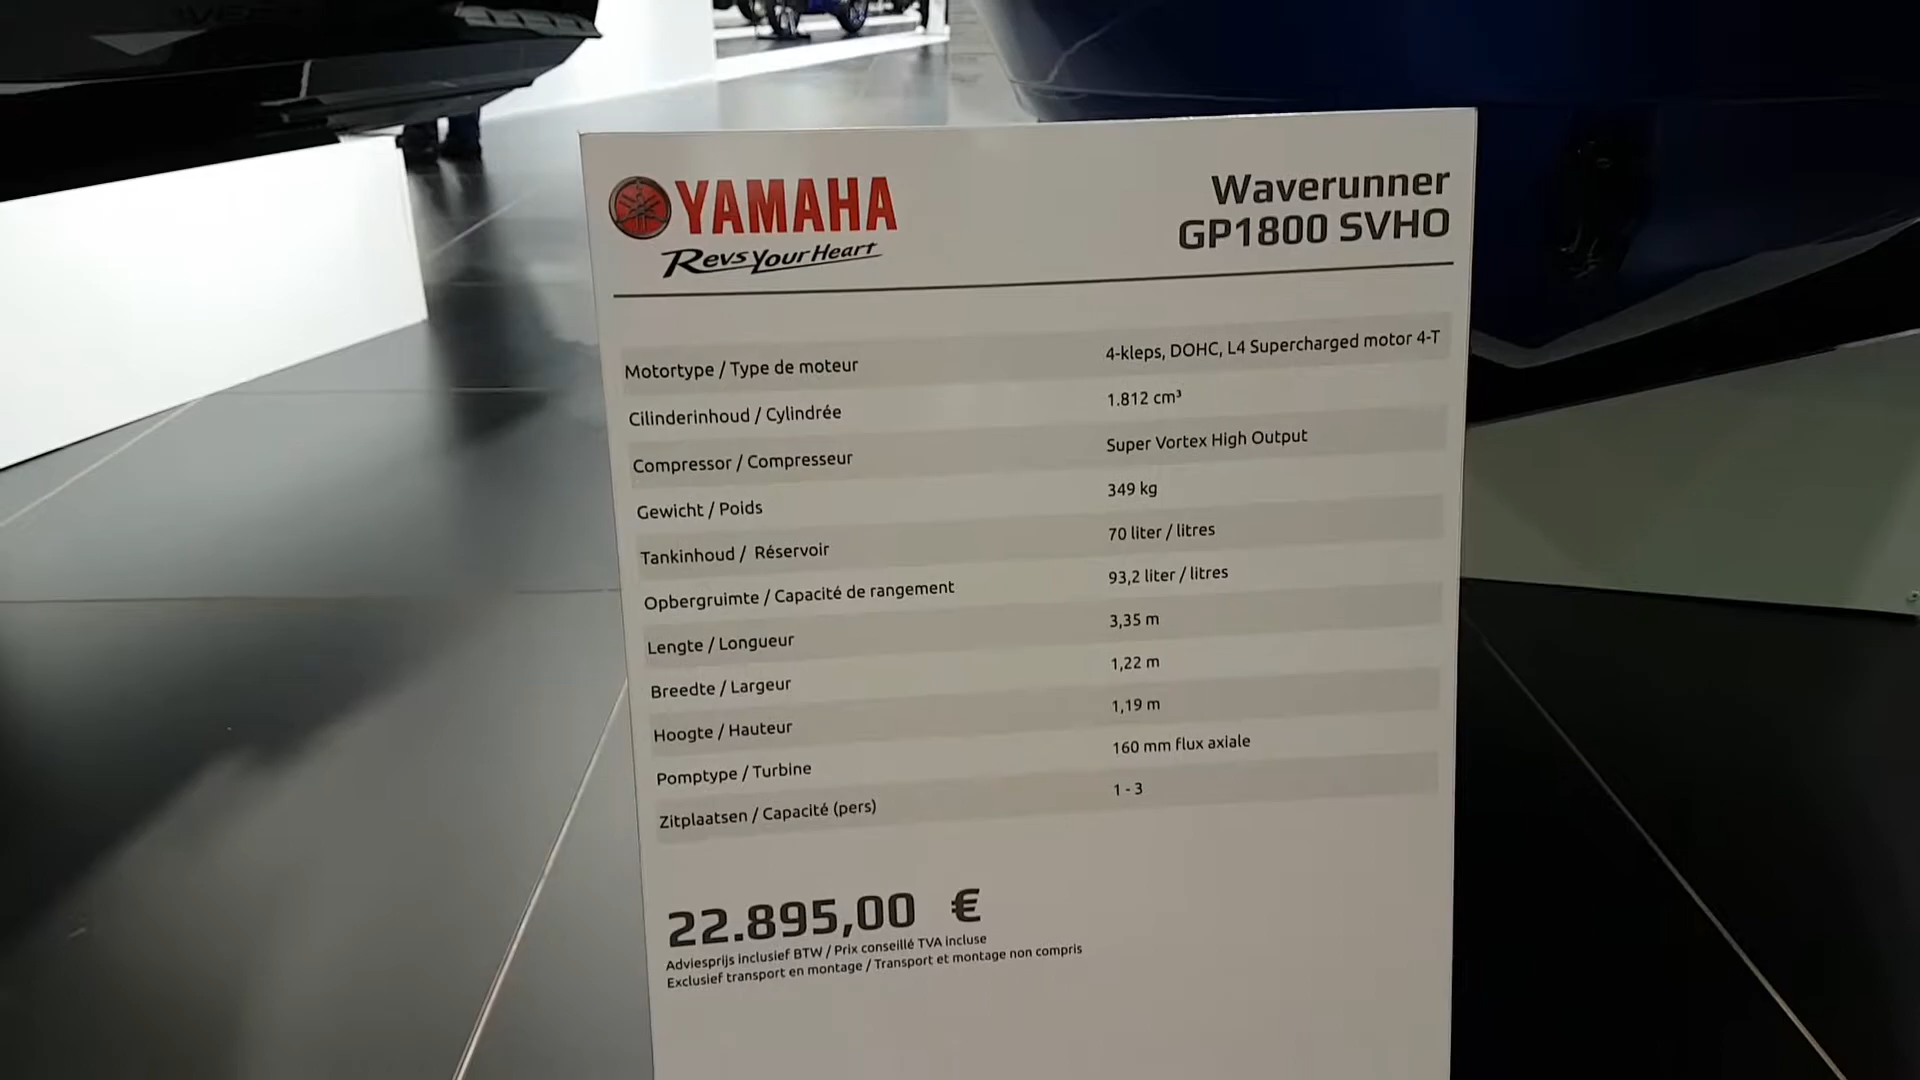 YAMAHA
Revs Your Heart
Waverunner
GP1800 SVHO
Motortype / Type de moteur 4-kleps, DOHC, L4 Supercharged motor 4-T
Cilinderinhoud / Cylindrée 1.812 cm³
Compressor / Compresseur Super Vortex High Output
Gewicht / Poids 349 kg
Tankinhoud / Réservoir 70 liter / litres
Opbergruimte / Capacité de rangement 93,2 liter / litres
Lengte / Longueur 3,35 m
Breedte / Largeur 1,22 m
Hoogte / Hauteur 1,19 m
Pomptype / Turbine 160 mm flux axiale
Zitplaatsen / Capacité (pers) 1 - 3
22.895,00 €
Adviesprijs inclusief BTW / Prix conseillé TVA incluse
Exclusief transport en montage / Transport et montage non compris